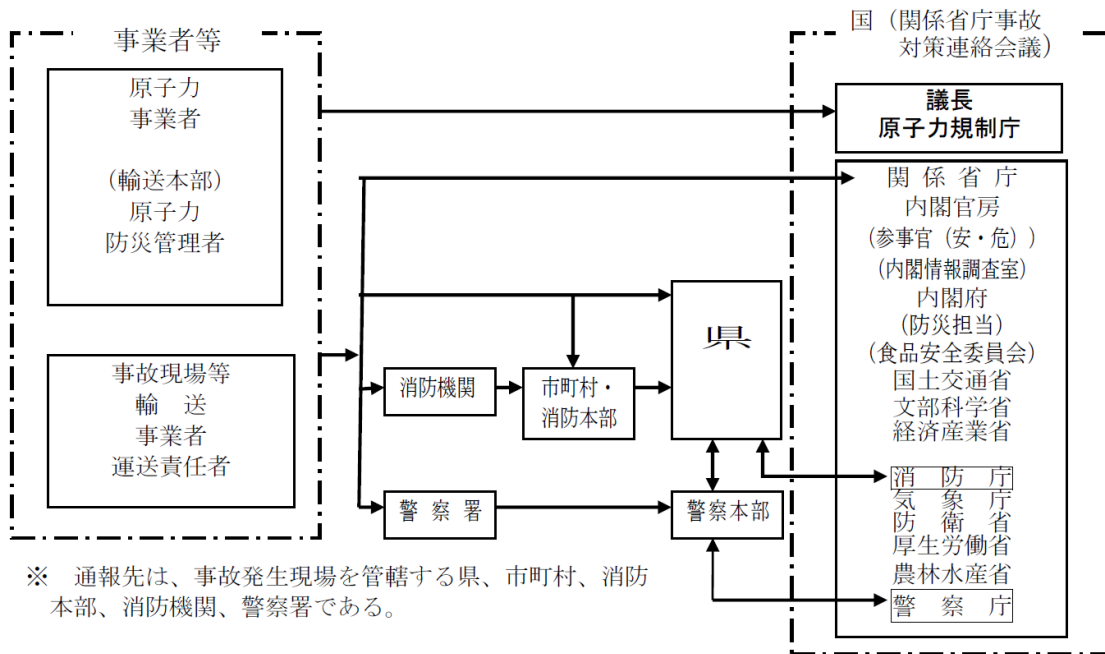 事業者等
原子力
事業者
(輸送本部)
原子力
防災管理者
事故現場等
輸 送
事業者
運送責任者
消防機関
市町村・
消防本部
県
警 察 署
警察本部
国(関係省庁事故
対策連絡会議)
議長
原子力規制庁
関 係 省 庁
内閣官房
(参事官(安・危))
(内閣情報調査室)
内閣府
(防災担当)
(食品安全委員会)
国土交通省
文部科学省
経済産業省
消 防 庁
気 象 庁
防 衛 省
厚生労働省
農林水産省
警 察 庁
※ 通報先は、事故発生現場を管轄する県、市町村、消防
本部、消防機関、警察署である。